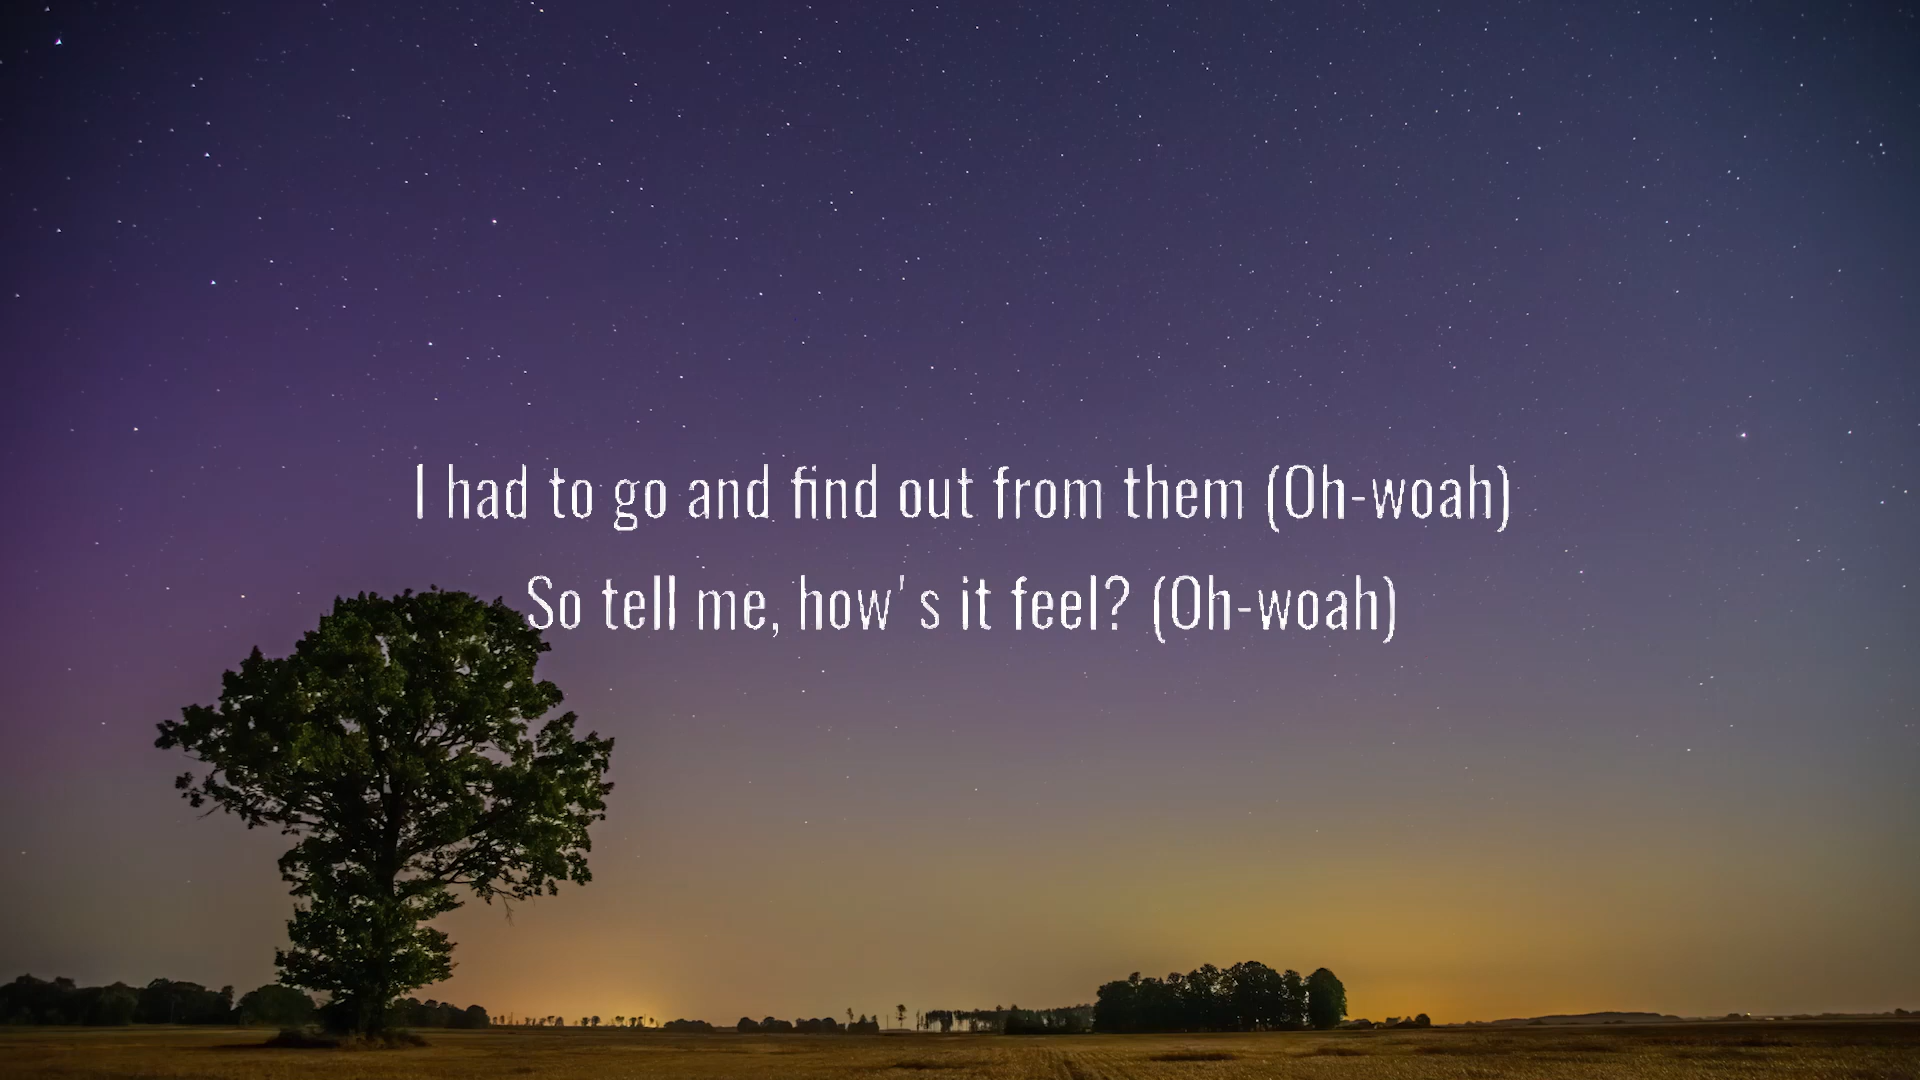 I had to go and find out from them (Oh-woah)
So tell me, how's it feel? (Oh-woah)